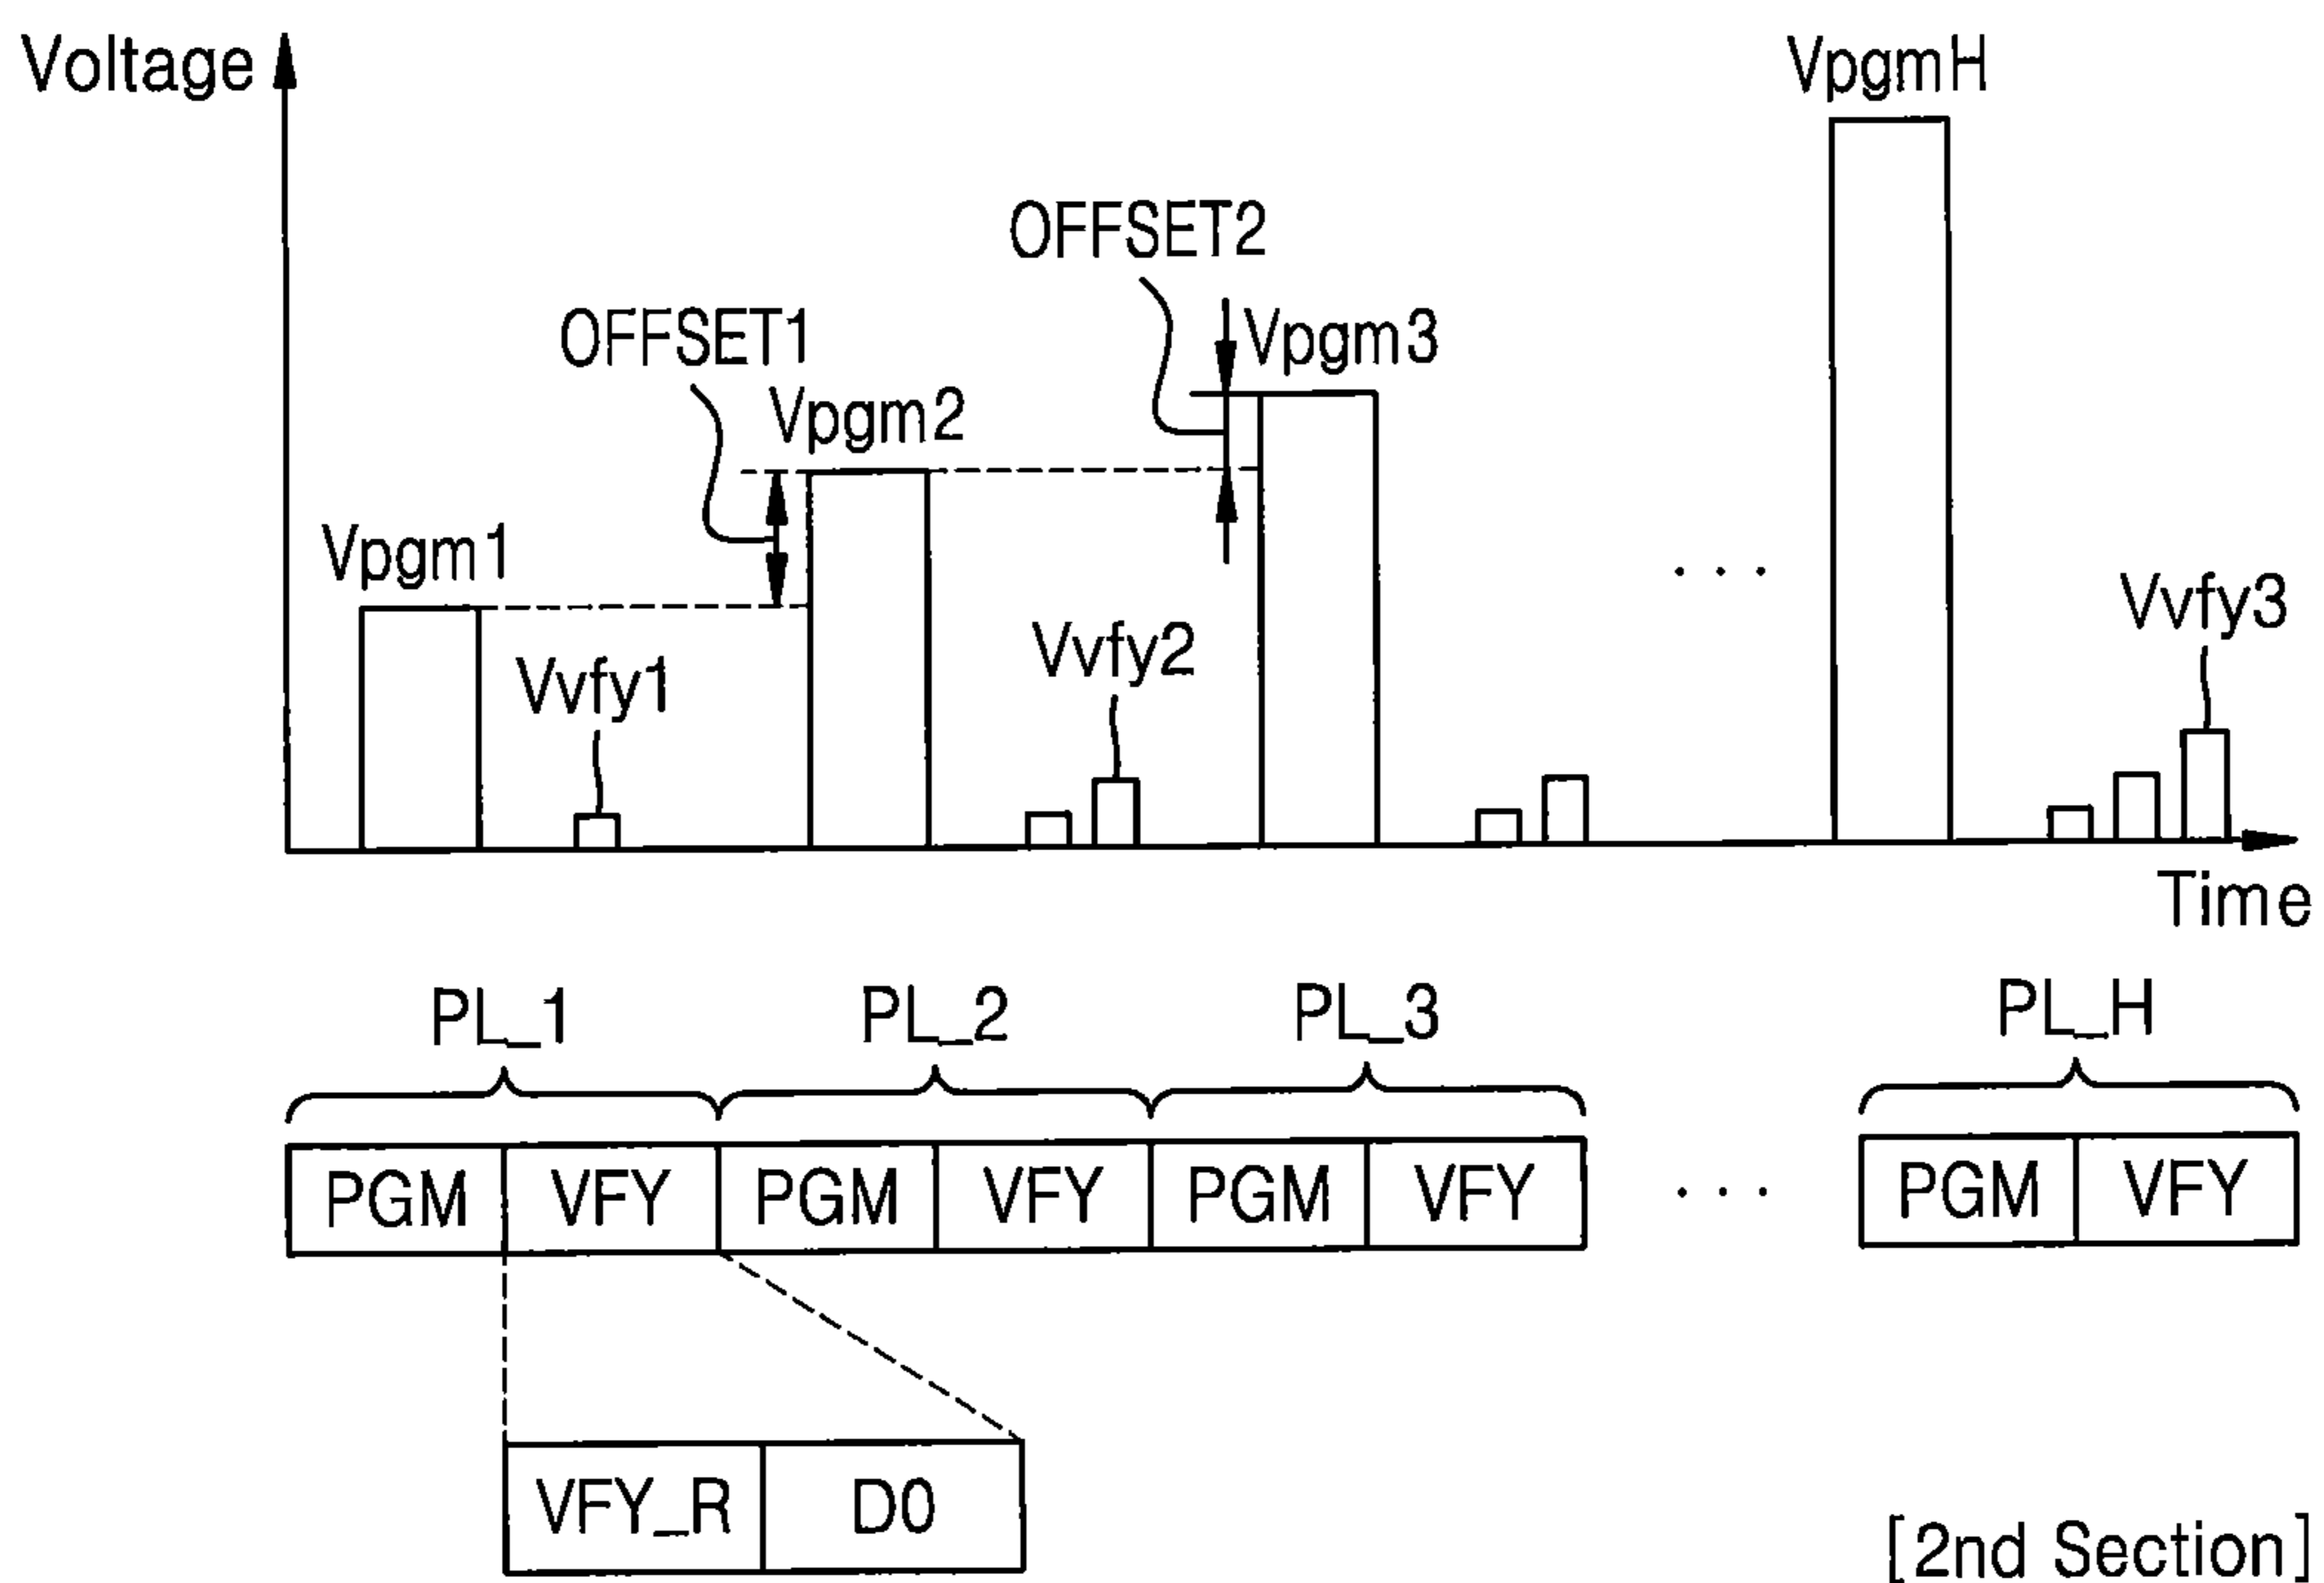 Voltage
VpgmH
OFFSET2
OFFSET1
Vpgm3
Vpgm2
Vpgm1
. . .
Vvfy3
Vvfy2
Vvfy1
Time
PL_1
PL_2
PL_3
PL_H
PGM
VFY
PGM
VFY
PGM
VFY
. . .
PGM
VFY
VFY_R
D0
[2nd Section]